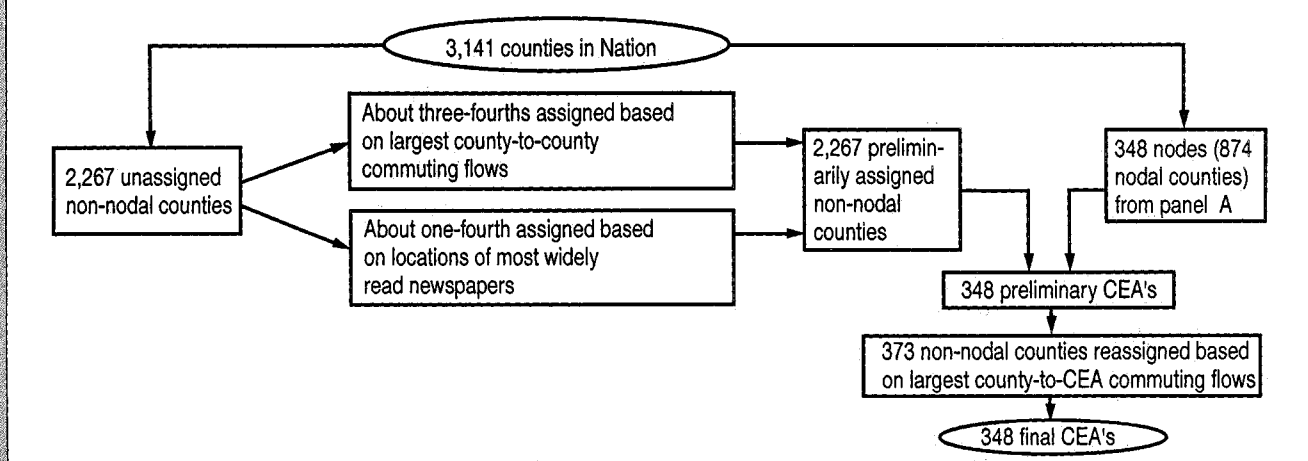 3,141 counties in Nation
2,267 unassigned
non-nodal counties
About three-fourths assigned based
on largest county-to-county
commuting flows
About one-fourth assigned based
on locations of most widely
read newspapers
2,267 prelimin-
arily assigned
non-nodal
counties
348 nodes (874
nodal counties)
from panel A
348 preliminary CEA's
373 non-nodal counties reassigned based
on largest county-to-CEA commuting flows
348 final CEA's